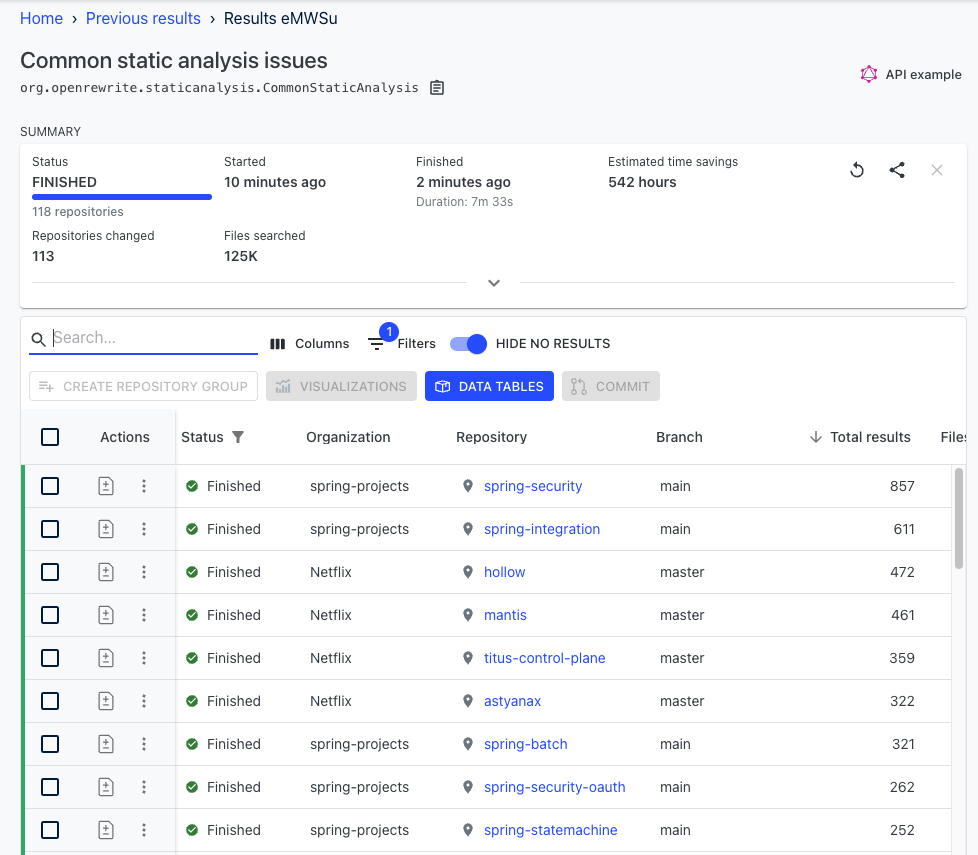 Home › Previous results › Results eMWSu
Common static analysis issues
org.openrewrite.staticanalysis.CommonStaticAnalysis
API example
SUMMARY
Status Started Finished Estimated time savings
FINISHED 10 minutes ago 2 minutes ago 542 hours
118 repositories Duration: 7m 33s
Repositories changed Files searched
113 125K
Search... Columns 1 Filters HIDE NO RESULTS
CREATE REPOSITORY GROUP VISUALIZATIONS DATA TABLES COMMIT
Actions Status Organization Repository Branch Total results Files
Finished spring-projects spring-security main 857
Finished spring-projects spring-integration main 611
Finished Netflix hollow master 472
Finished Netflix mantis master 461
Finished Netflix titus-control-plane master 359
Finished Netflix astyanax master 322
Finished spring-projects spring-batch main 321
Finished spring-projects spring-security-oauth main 262
Finished spring-projects spring-statemachine main 252